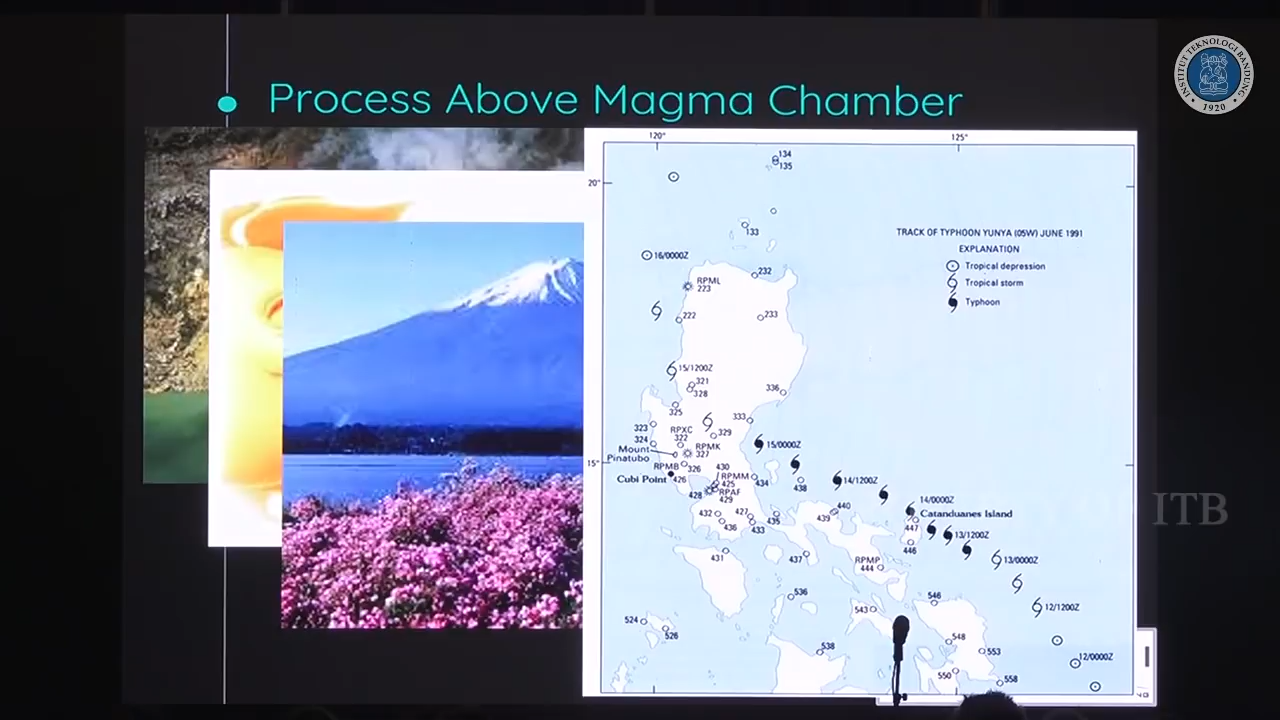 INSTITUT TEKNOLOGI BANDUNG
1920
Process Above Magma Chamber
120°
125°
134
135
20°
133
TRACK OF TYPHOON YUNYA (05W) JUNE 1991
EXPLANATION
Tropical depression
Tropical storm
Typhoon
16/0000Z
232
RPML
223
222
233
15/1200Z
321
328
336
325
333
323
RPXC
329
324
322
15/0000Z
Mount
Pinatubo
RPMK
327
15°
RPMB
326
430
RPMM
Cubi Point
426
425
434
438
14/1200Z
428
RPAF
429
14/0000Z
Catanduanes Island
432
427
435
439
440
447
436
433
13/1200Z
446
431
437
RPMP
444
13/0000Z
536
546
12/1200Z
543
524
526
548
538
553
12/0000Z
550
558
ITB